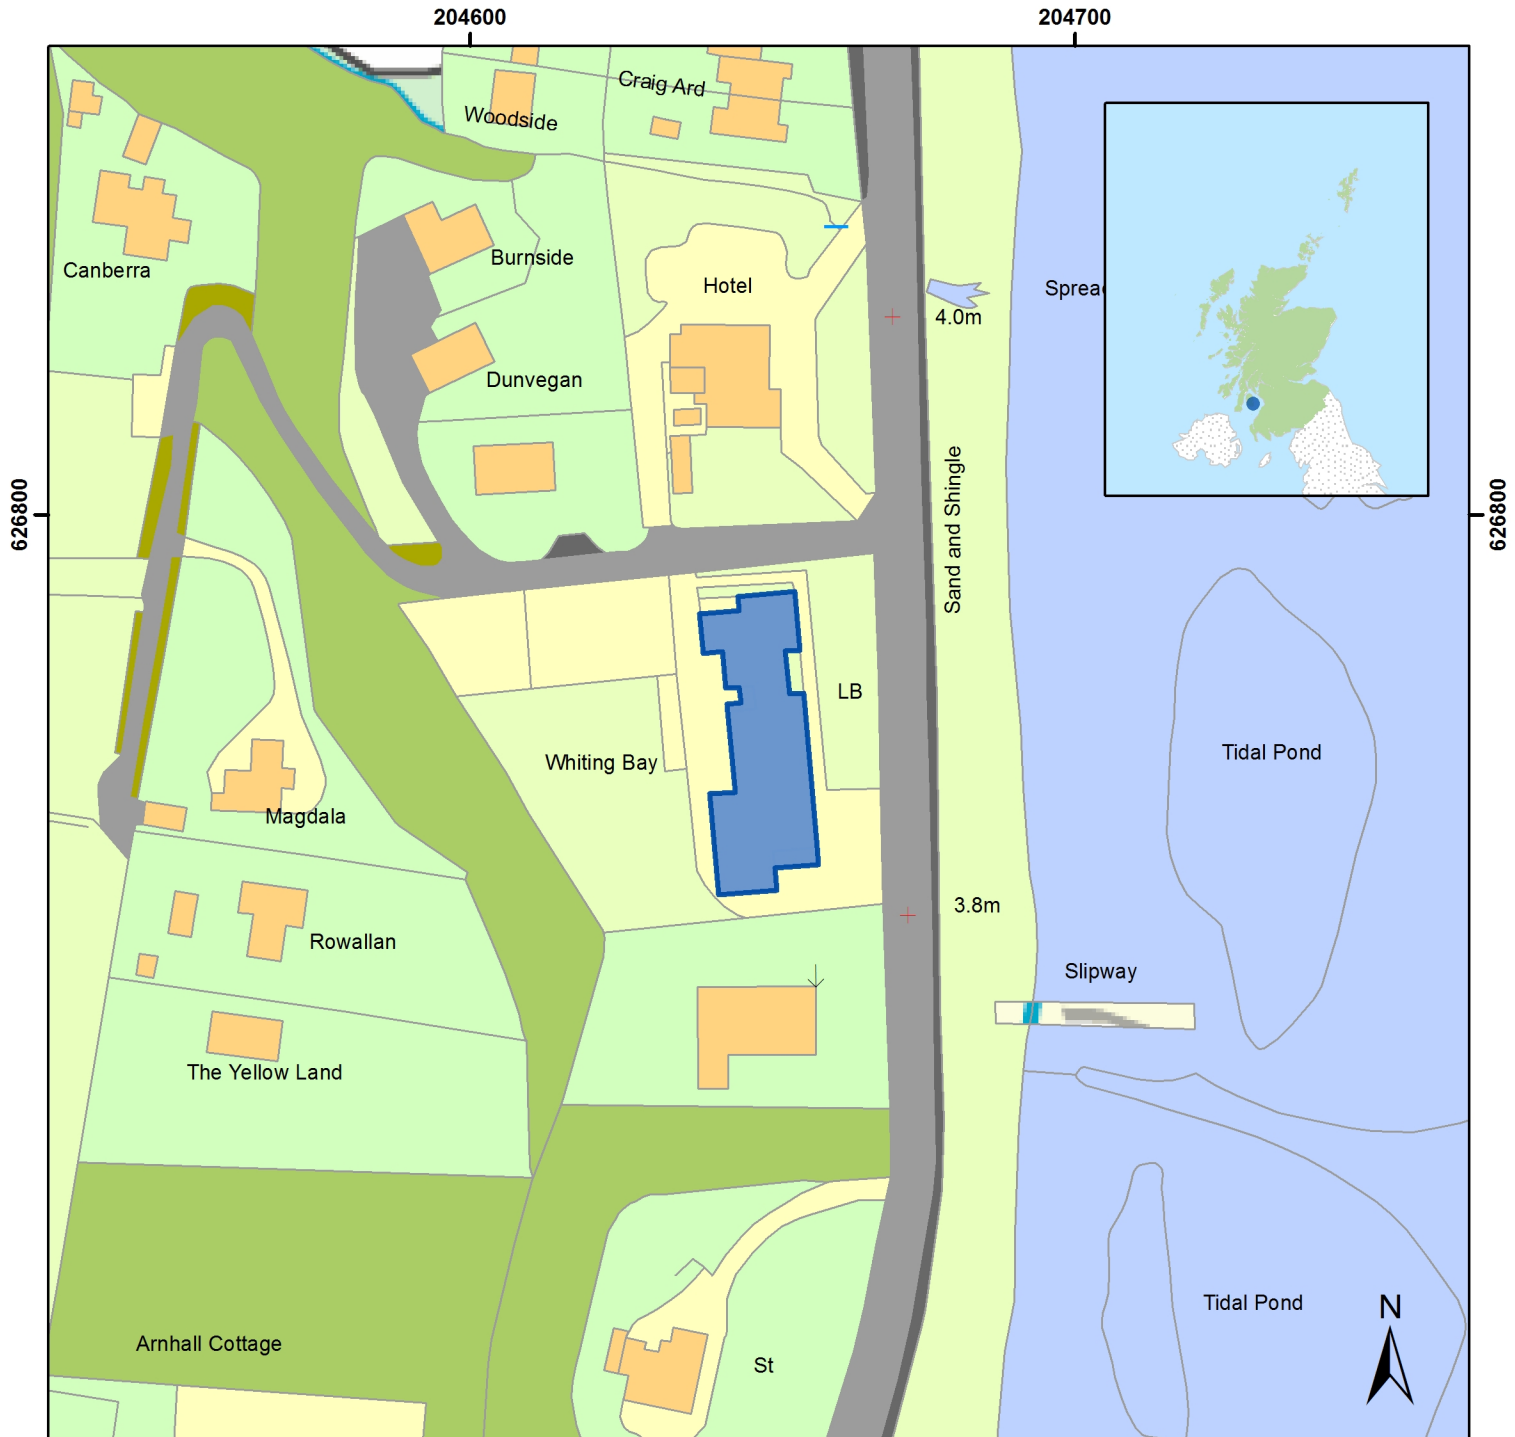 204600
204700
Craig Ard
Woodside
Burnside
Canberra
Hotel
Sprea
4.0m
Dunvegan
626800
626800
Sand and Shingle
LB
Whiting Bay
Tidal Pond
Magdala
3.8m
Rowallan
Slipway
The Yellow Land
Tidal Pond
N
Arnhall Cottage
St